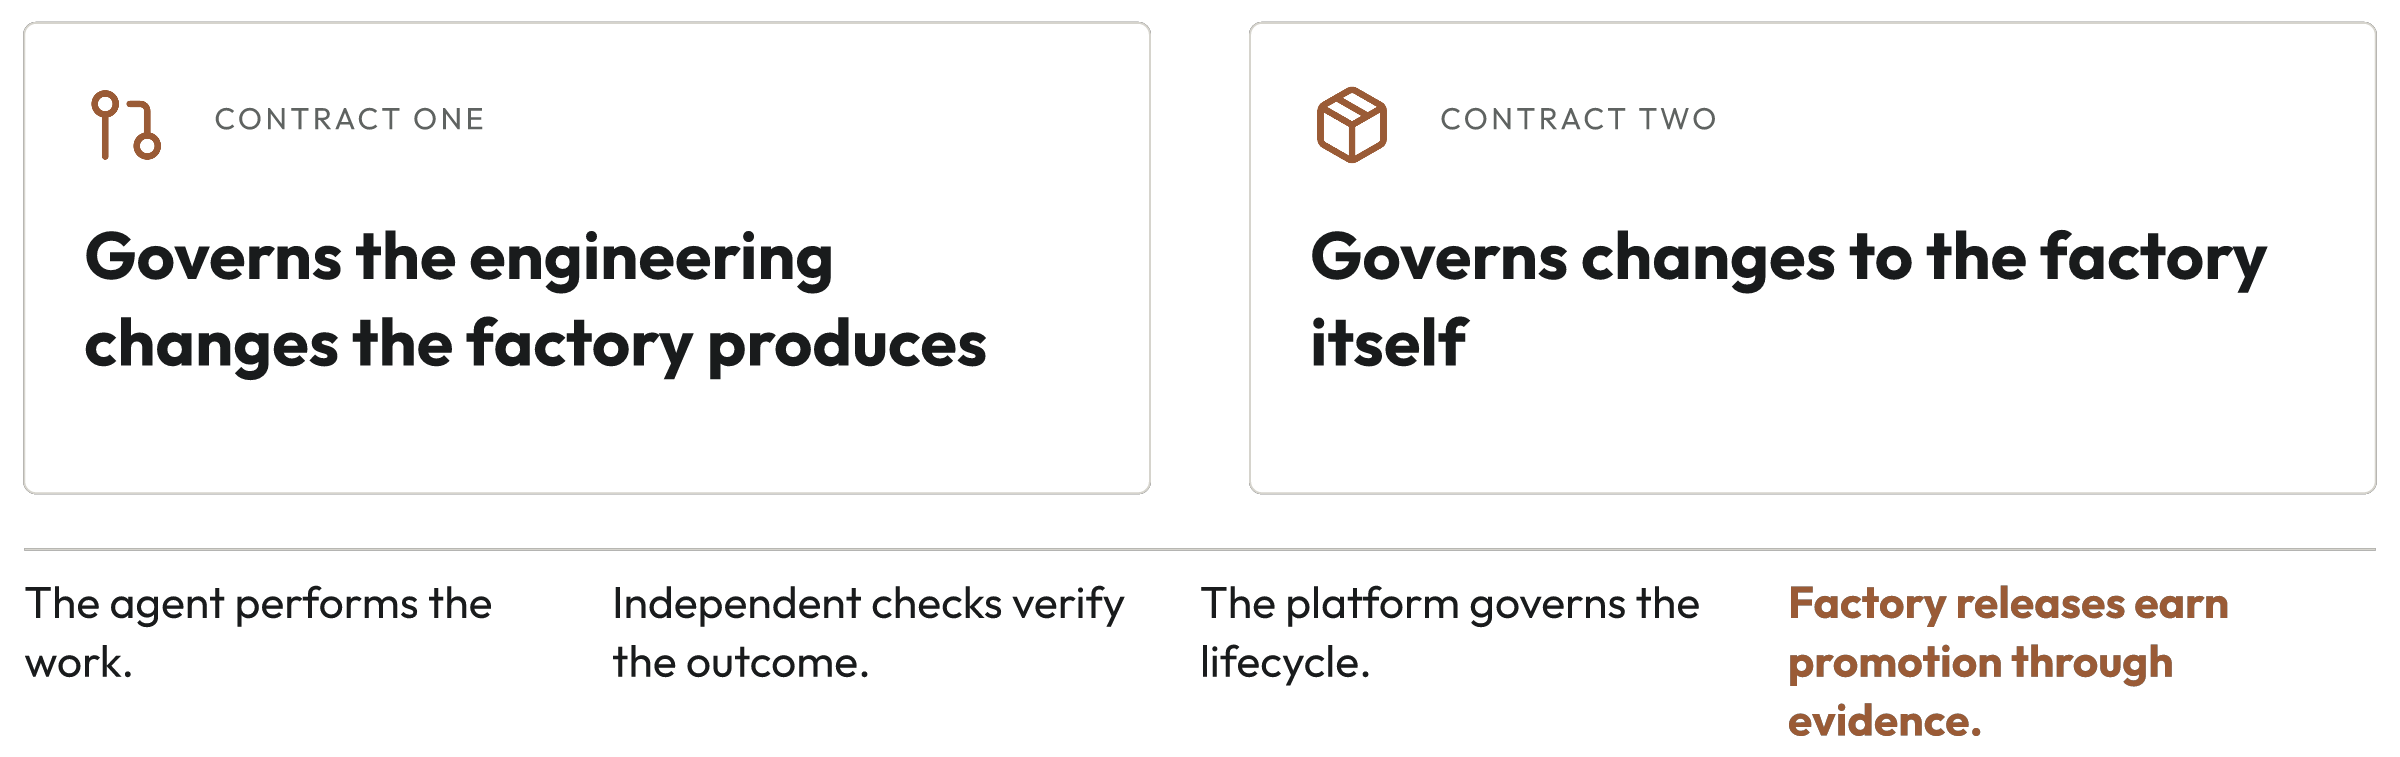 CONTRACT ONE
Governs the engineering
changes the factory produces
CONTRACT TWO
Governs changes to the factory
itself
The agent performs the
work.
Independent checks verify
the outcome.
The platform governs the
lifecycle.
Factory releases earn
promotion through
evidence.